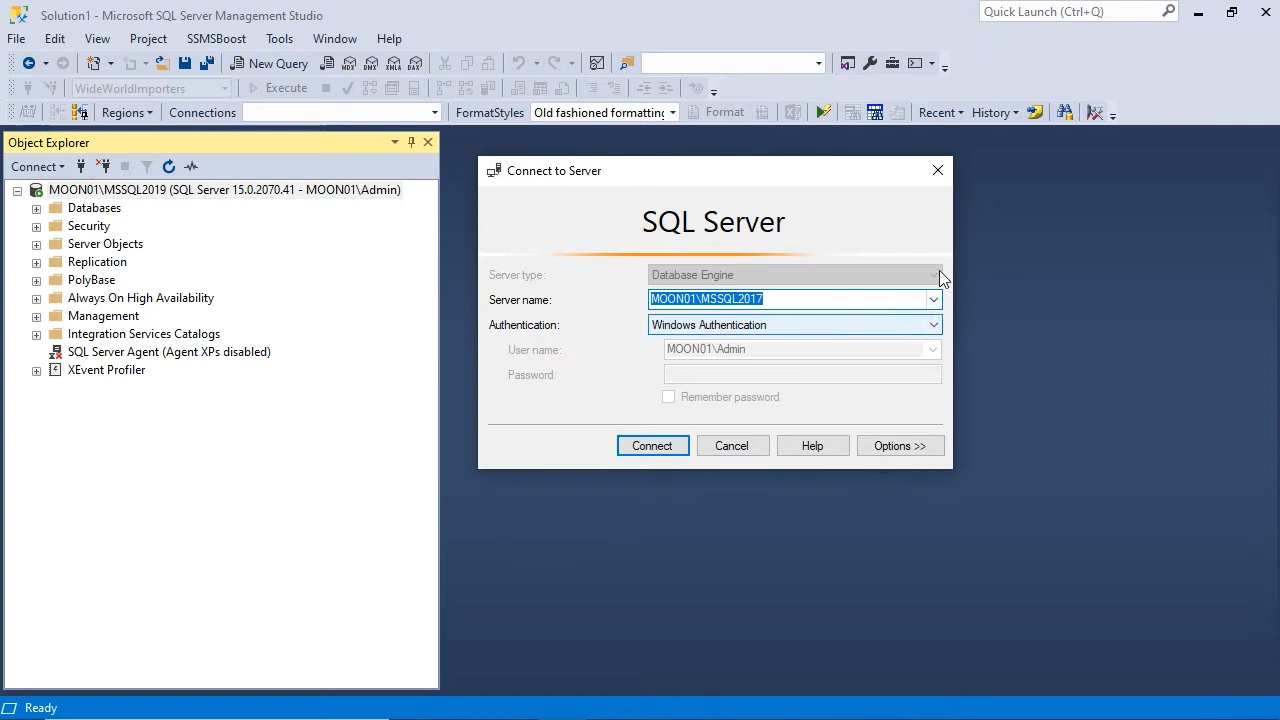 Solution1 - Microsoft SQL Server Management Studio
Quick Launch (Ctrl+Q)
File Edit View Project SSMSBoost Tools Window Help
New Query
WideWorldImporters Execute
Regions Connections FormatStyles Old fashioned formatting Format Recent History
Object Explorer
Connect
MOON01\MSSQL2019 (SQL Server 15.0.2070.41 - MOON01\Admin)
Databases
Security
Server Objects
Replication
PolyBase
Always On High Availability
Management
Integration Services Catalogs
SQL Server Agent (Agent XPs disabled)
XEvent Profiler
Connect to Server
SQL Server
Server type: Database Engine
Server name: MOON01\MSSQL2017
Authentication: Windows Authentication
User name: MOON01\Admin
Password:
Remember password
Connect Cancel Help Options >>
Ready